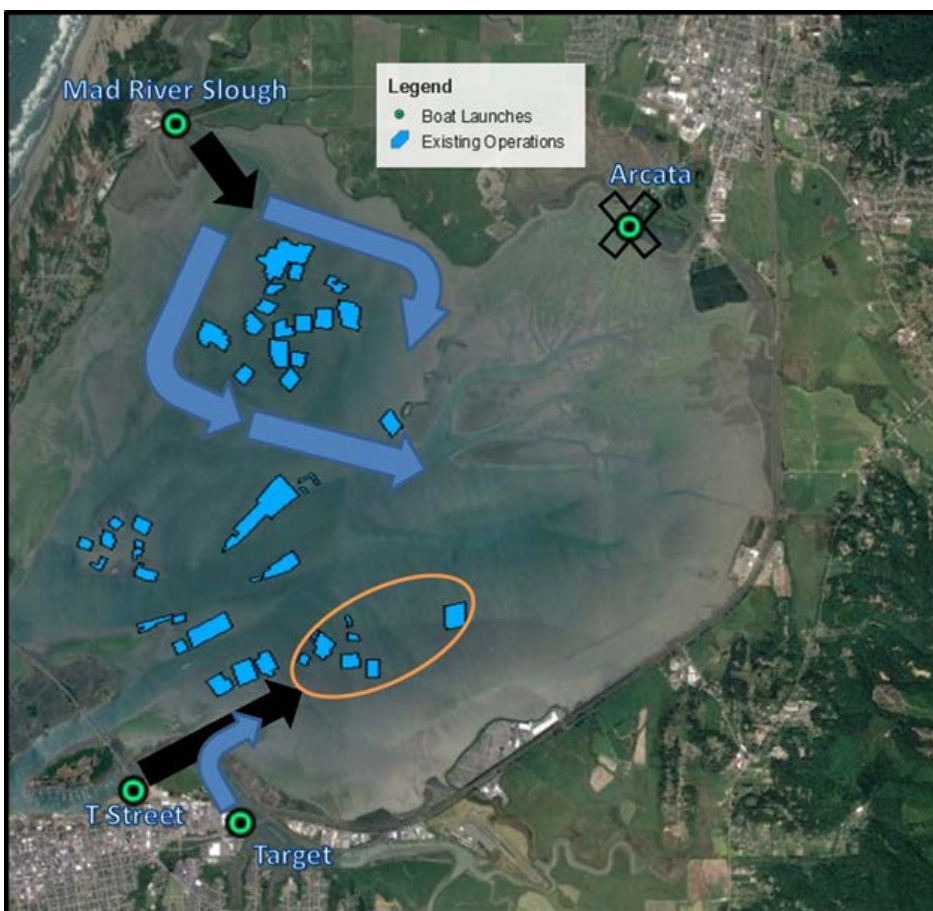 Mad River Slough
Legend
Boat Launches
Existing Operations
Arcata
T Street
Target